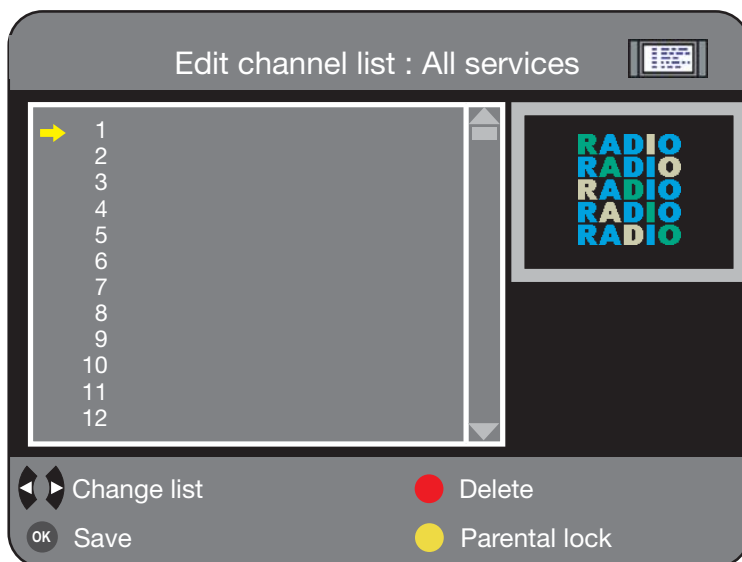 Edit channel list : All services
1
2
3
4
5
6
7
8
9
10
11
12
RADIO
RADIO
RADIO
RADIO
RADIO
Change list
Delete
OK Save
Parental lock